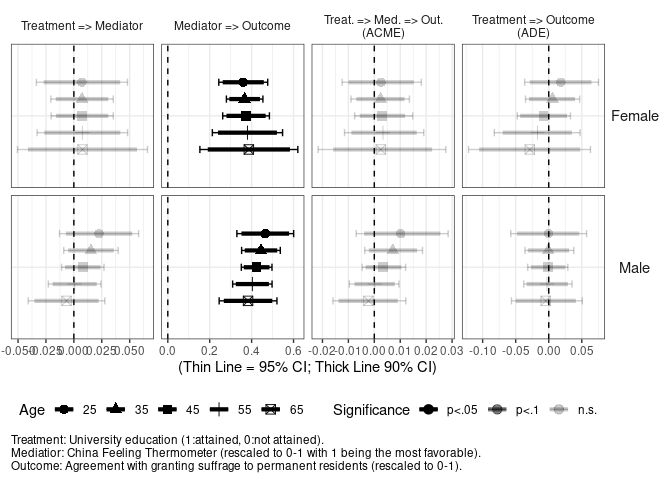 Treatment => Mediator
Mediator => Outcome
Treat. => Med. => Out.
(ACME)
Treatment => Outcome
(ADE)
Female
Male
-0.050 -0.025 0.000 0.025 0.050
0.0 0.2 0.4 0.6
-0.02 -0.01 0.00 0.01 0.02 0.03
-0.10 -0.05 0.00 0.05
(Thin Line = 95% CI; Thick Line 90% CI)
Age 25 35 45 55 65 Significance p<.05 p<.1 n.s.
Treatment: University education (1:attained, 0:not attained).
Mediatior: China Feeling Thermometer (rescaled to 0-1 with 1 being the most favorable).
Outcome: Agreement with granting suffrage to permanent residents (rescaled to 0-1).